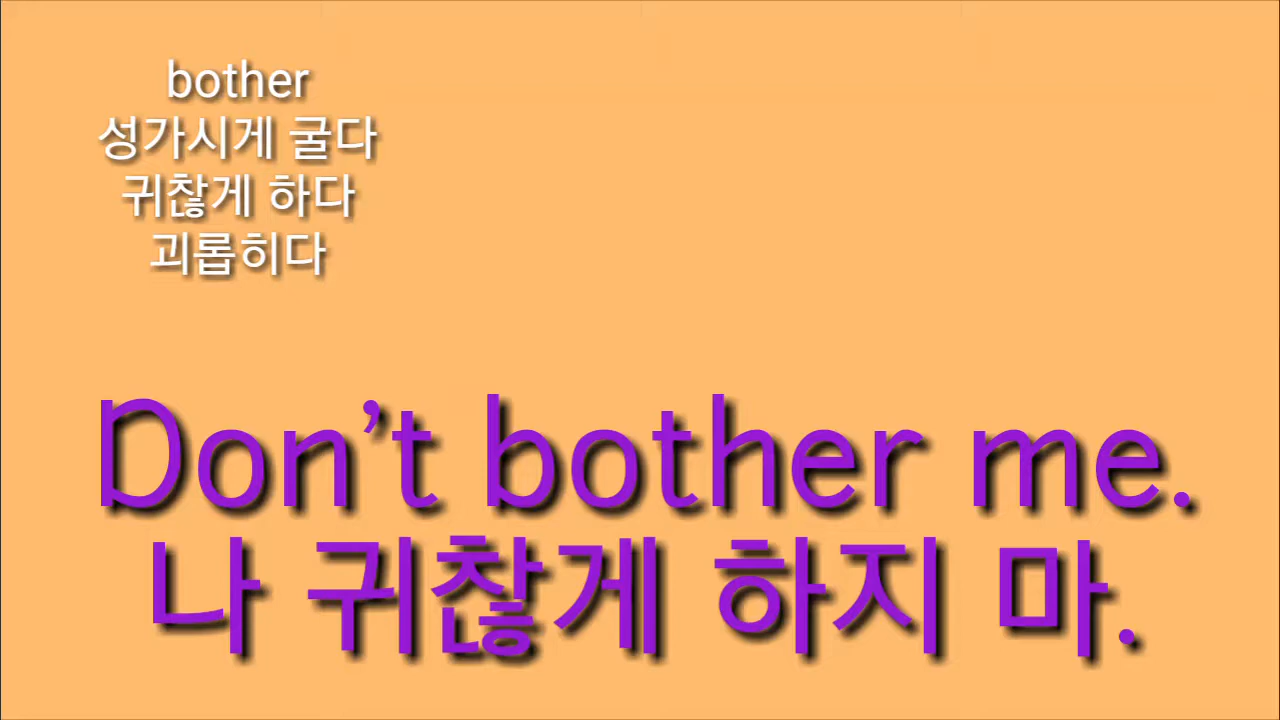 bother
성가시게 굴다
귀찮게 하다
괴롭히다
Don’t bother me.
나 귀찮게 하지 마.